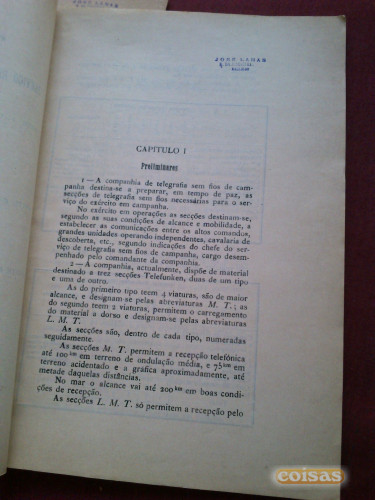 JOSÉ LAGAR
CAPÍTULO I
Preliminares
1 — A companhia de telegrafia sem fios de cam-
panha destina-se a preparar, em tempo de paz, as
secções de telegrafia sem fios necessários para o ser-
viço do exército em campanha.
No exército em operações as secções destinam-se,
segundo as suas condições de alcance e mobilidade, a
estabelecer as comunicações entre os altos comandos,
grandes unidades operando independentes, cavalaria de
descoberta, etc., segundo indicações do chefe do ser-
viço de telegrafia sem fios em campanha, cargo desem-
penhado pelo comandante da companhia.
2 — A companhia, actualmente, dispõe de material
destinado a trez secções Telefunken, duas de um tipo
e uma de outro.
As do primeiro tipo teem 4 viaturas, são de maior
alcance, e designam-se pelas abreviaturas M. T.; as
do segundo teem 2 viaturas, permitem o carregamento
do material a dorso e designam-se pelas abreviaturas
L. M. T.
As secções são, dentro de cada tipo, numeradas
seguidamente.
As secções M. T. permitem a recepção telefónica
até 100 km em terreno de ondulação média, e 75 km em
terreno acidentado e a gráfica aproximadamente, até
metade daquelas distâncias.
No mar o alcance vai até 200 km em boas condi-
ções de recepção.
As secções L. M. T. só permitem a recepção pelo
coisas